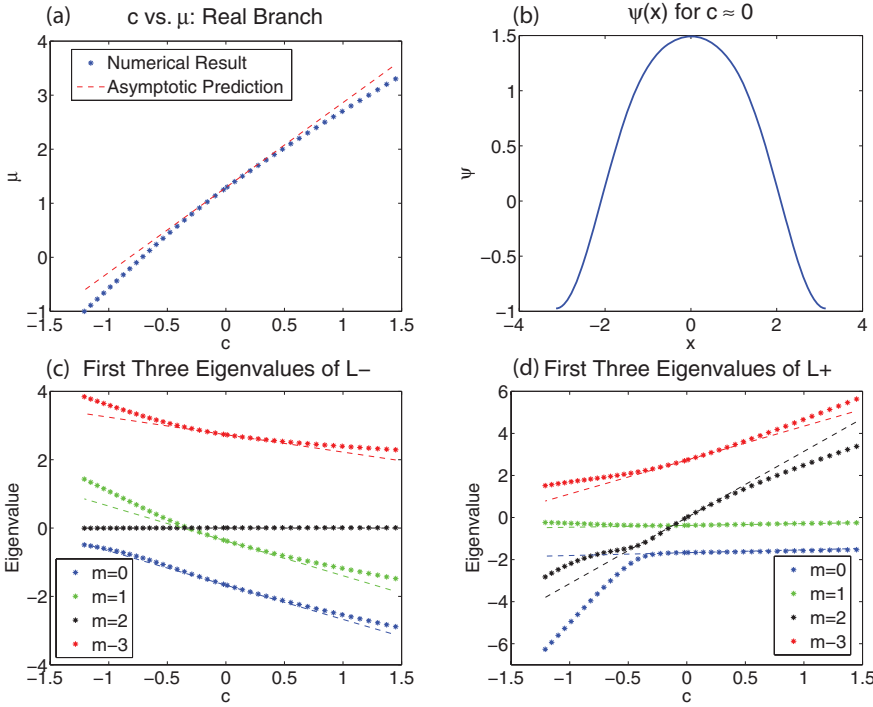 (a) c vs. μ: Real Branch
4
3
2
1
0
−1
−1.5
−1
−0.5
0
0.5
1
1.5
μ
c
Numerical Result
Asymptotic Prediction
(b) ψ(x) for c ≈ 0
1.5
1
0.5
0
−0.5
−1
−4
−2
0
2
4
ψ
x
(c) First Three Eigenvalues of L−
4
2
0
−2
−4
−1.5
−1
−0.5
0
0.5
1
1.5
Eigenvalue
c
m=0
m=1
m=2
m−3
(d) First Three Eigenvalues of L+
6
4
2
0
−2
−4
−6
−1.5
−1
−0.5
0
0.5
1
1.5
Eigenvalue
c
m=0
m=1
m=2
m−3